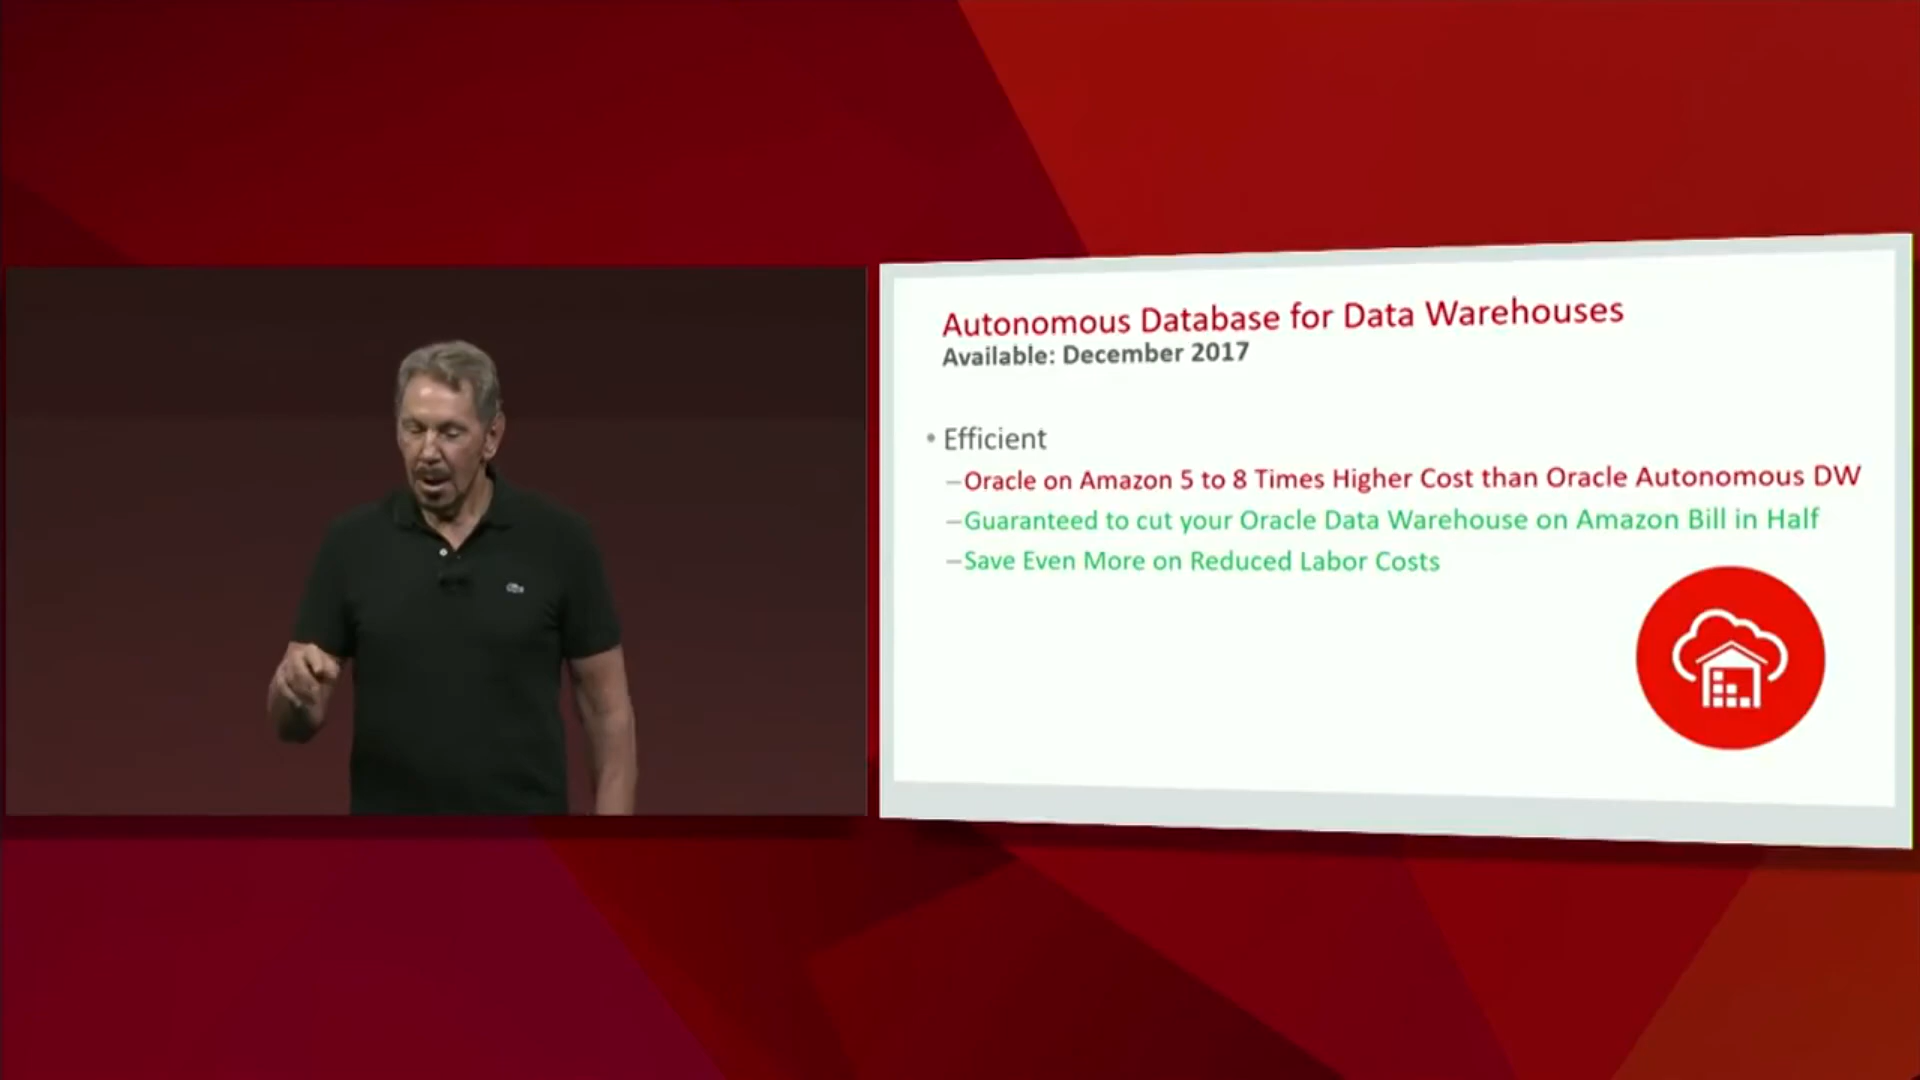 Autonomous Database for Data Warehouses
Available: December 2017
• Efficient
–Oracle on Amazon 5 to 8 Times Higher Cost than Oracle Autonomous DW
–Guaranteed to cut your Oracle Data Warehouse on Amazon Bill in Half
–Save Even More on Reduced Labor Costs